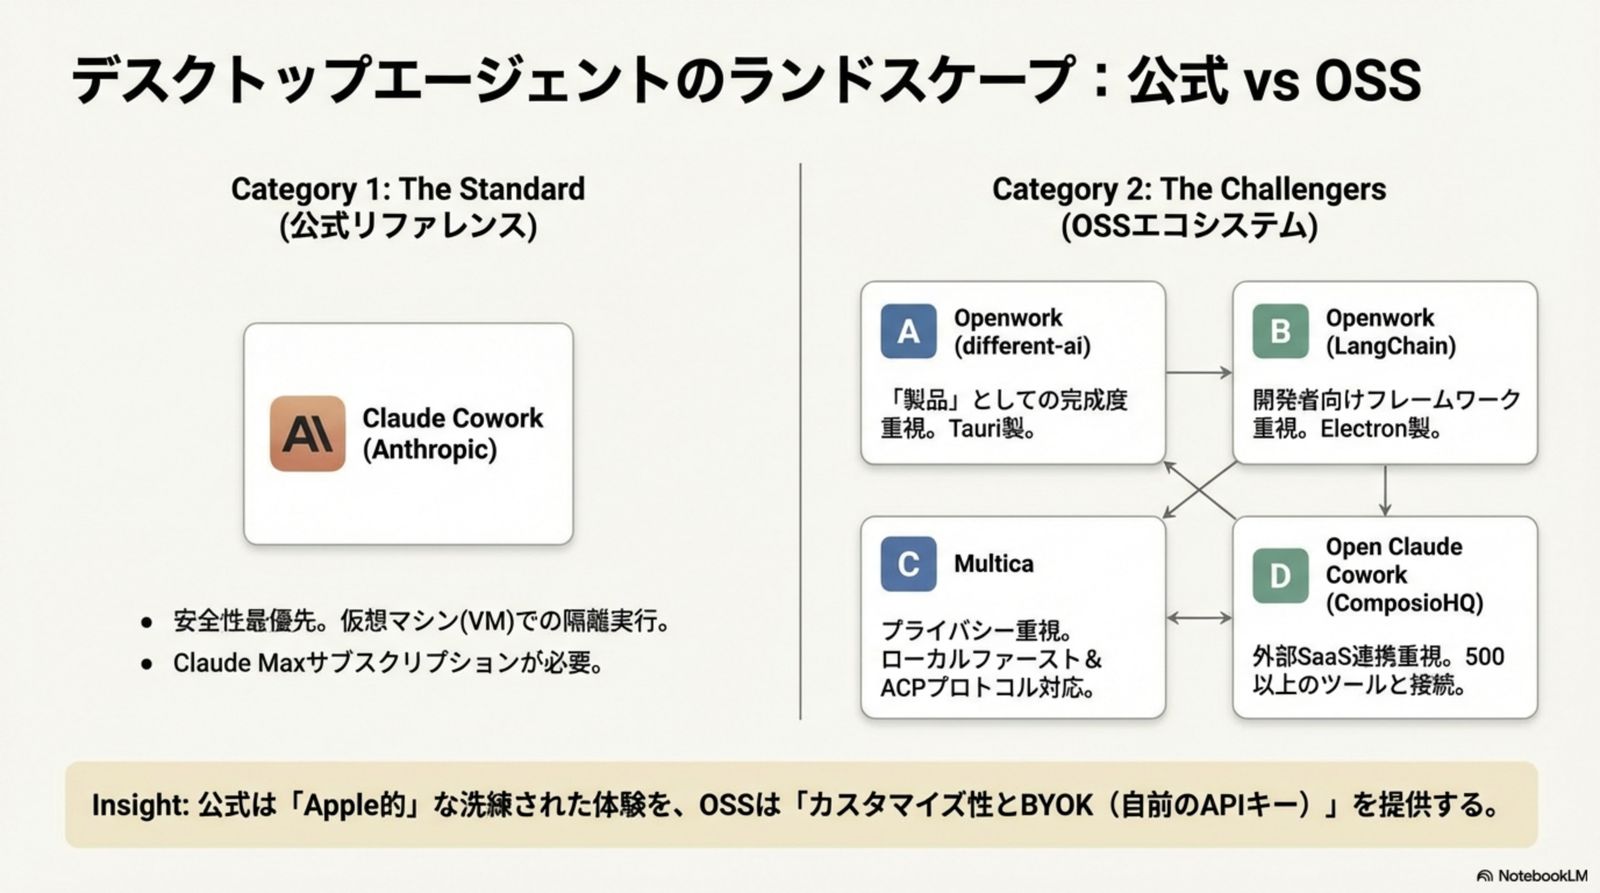 デスクトップエージェントのランドスケープ：公式 vs OSS
Category 1: The Standard
(公式リファレンス)
Claude Cowork
(Anthropic)
● 安全性最優先。仮想マシン(VM)での隔離実行。
● Claude Maxサブスクリプションが必要。
Category 2: The Challengers
(OSSエコシステム)
A
Openwork
(different-ai)
「製品」としての完成度
重視。Tauri製。
B
Openwork
(LangChain)
開発者向けフレームワーク
重視。Electron製。
C
Multica
プライバシー重視。
ローカルファースト＆
ACPプロトコル対応。
D
Open Claude
Cowork
(ComposioHQ)
外部SaaS連携重視。500
以上のツールと接続。
Insight: 公式は「Apple的」な洗練された体験を、OSSは「カスタマイズ性とBYOK（自前のAPIキー）」を提供する。
NotebookLM